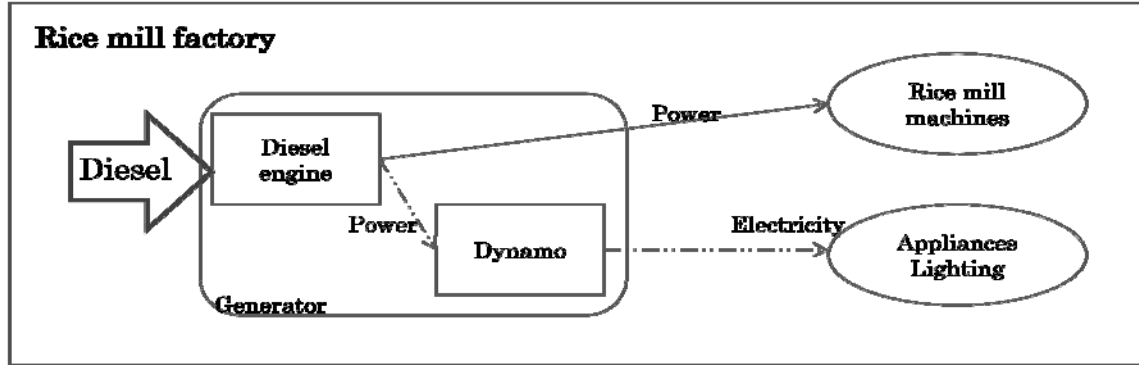 Rice mill factory
Diesel
Diesel
engine
Power
Rice mill
machines
Power
Dynamo
Electricity
Appliances
Lighting
Generator